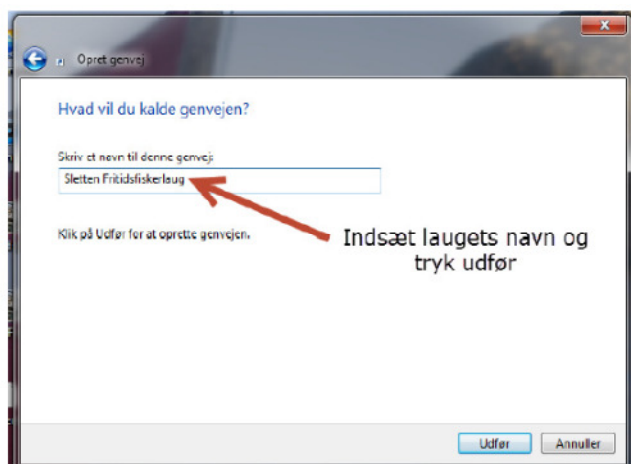 Opret genvej
Hvad vil du kalde genvejen?
Skriv et navn til denne genvej:
Sletten Fritidsfiskerlaug
Klik på Udfør for at oprette genvejen.
Indsæt laugets navn og
tryk udfør
Udfør
Annuller